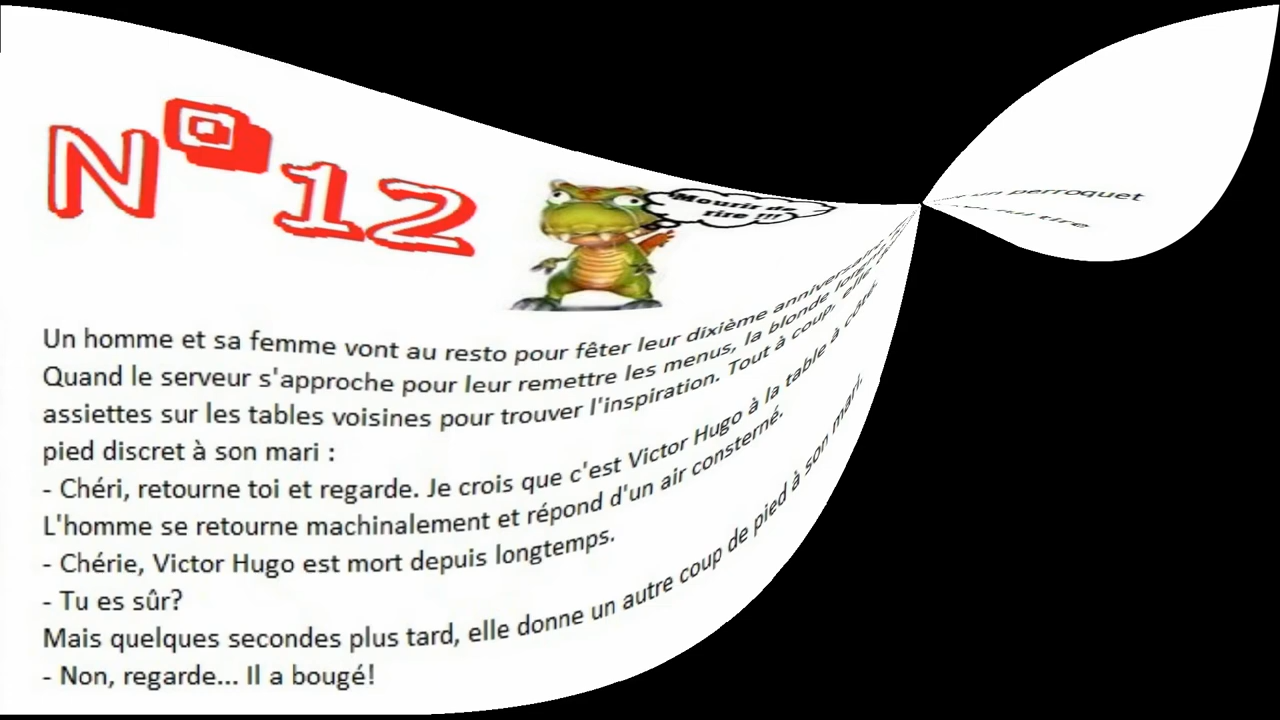 N° 12
Mourir de
rire !!!
un perroquet
qui tire
Un homme et sa femme vont au resto pour fêter leur dixième anniversaire
Quand le serveur s'approche pour leur remettre les menus, la blonde
assiettes sur les tables voisines pour trouver l'inspiration. Tout à coup, elle
pied discret à son mari :
- Chéri, retourne toi et regarde. Je crois que c'est Victor Hugo à la table à côté.
L'homme se retourne machinalement et répond d'un air consterné.
- Chérie, Victor Hugo est mort depuis longtemps.
- Tu es sûr?
Mais quelques secondes plus tard, elle donne un autre coup de pied à son mari.
- Non, regarde... Il a bougé!